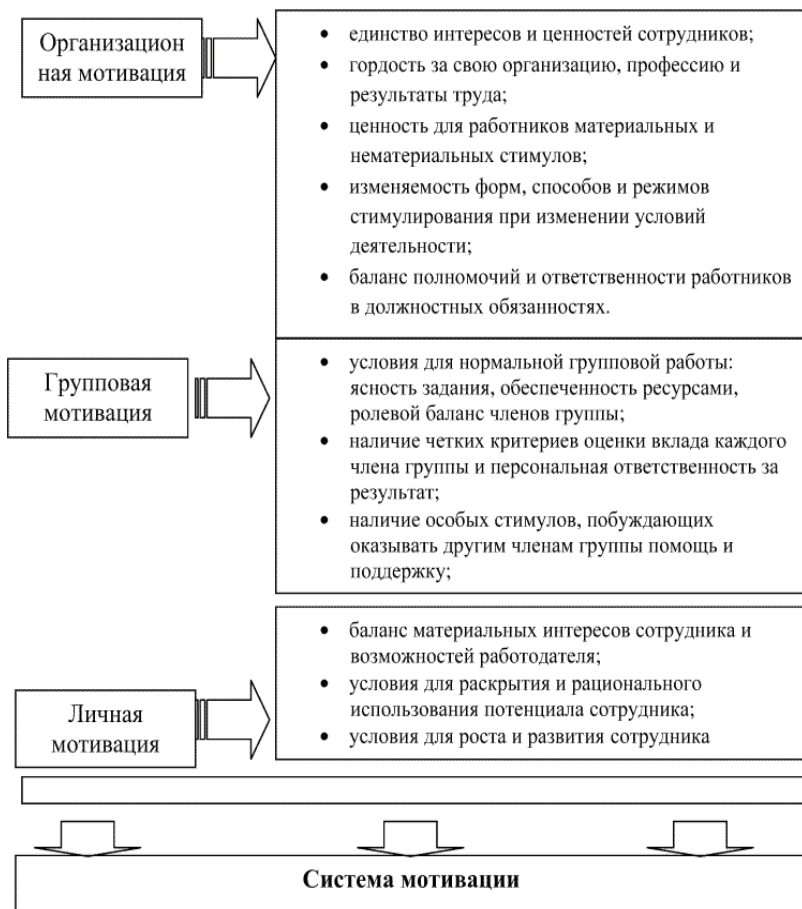 Организацион
ная мотивация
• единство интересов и ценностей сотрудников;
• гордость за свою организацию, профессию и
результаты труда;
• ценность для работников материальных и
нематериальных стимулов;
• изменяемость форм, способов и режимов
стимулирования при изменении условий
деятельности;
• баланс полномочий и ответственности работников
в должностных обязанностях.
Групповая
мотивация
• условия для нормальной групповой работы:
ясность задания, обеспеченность ресурсами,
ролевой баланс членов группы;
• наличие четких критериев оценки вклада каждого
члена группы и персональная ответственность за
результат;
• наличие особых стимулов, побуждающих
оказывать другим членам группы помощь и
поддержку;
Личная
мотивация
• баланс материальных интересов сотрудника и
возможностей работодателя;
• условия для раскрытия и рационального
использования потенциала сотрудника;
• условия для роста и развития сотрудника
Система мотивации